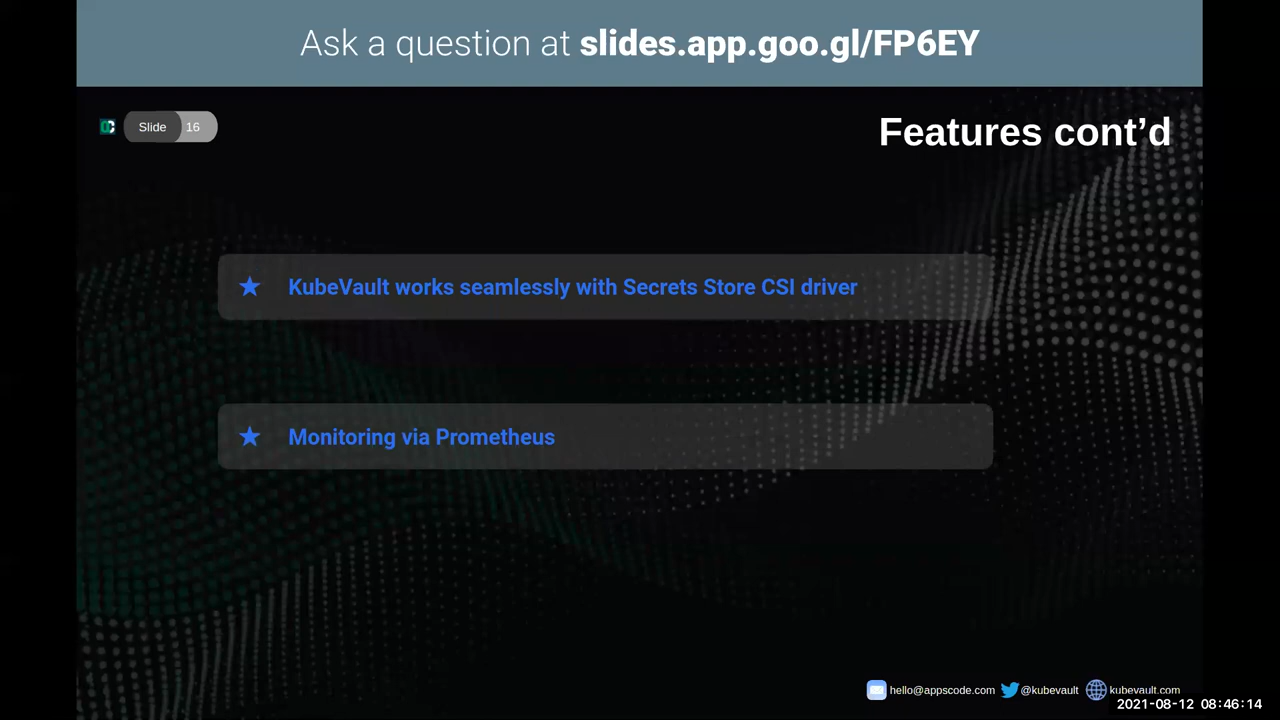 Ask a question at slides.app.goo.gl/FP6EY
Slide 16
Features cont’d
★ KubeVault works seamlessly with Secrets Store CSI driver
★ Monitoring via Prometheus
hello@appscode.com @kubevault kubevault.com
2021-08-12 08:46:14